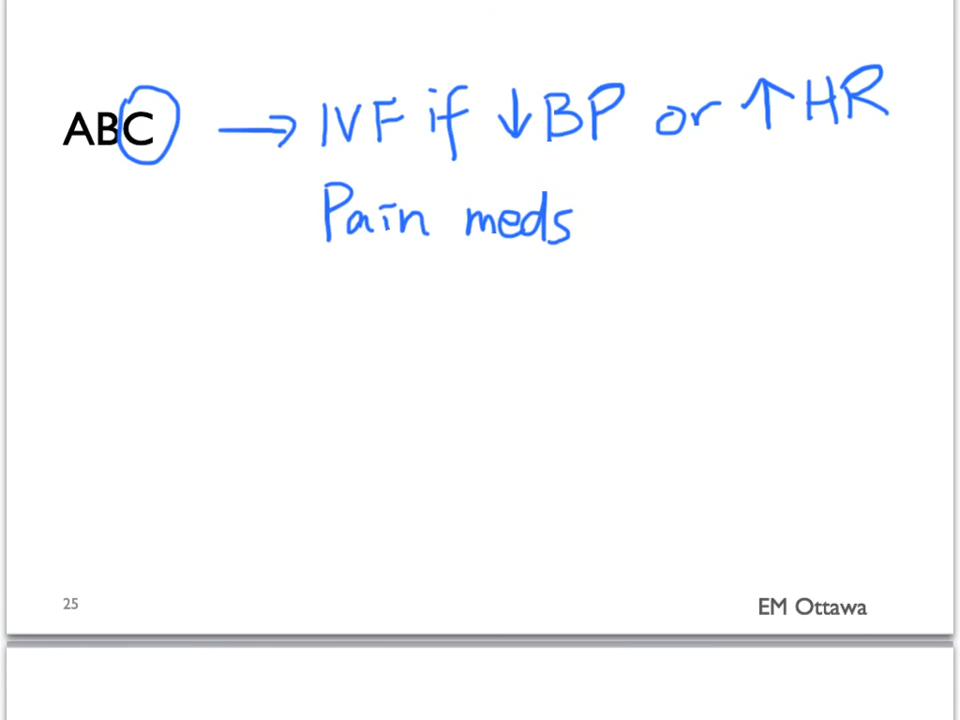 ABC → IVF if ↓ BP or ↑ HR
Pain meds
25
EM Ottawa